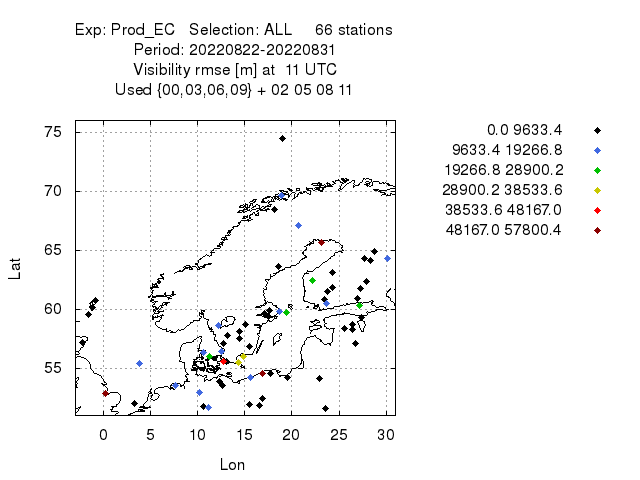 Exp: Prod_EC Selection: ALL 66 stations
Period: 20220822-20220831
Visibility rmse [m] at 11 UTC
Used {00,03,06,09} + 02 05 08 11
75
70
65
60
55
Lat
0 5 10 15 20 25 30
Lon
0.0 9633.4
9633.4 19266.8
19266.8 28900.2
28900.2 38533.6
38533.6 48167.0
48167.0 57800.4